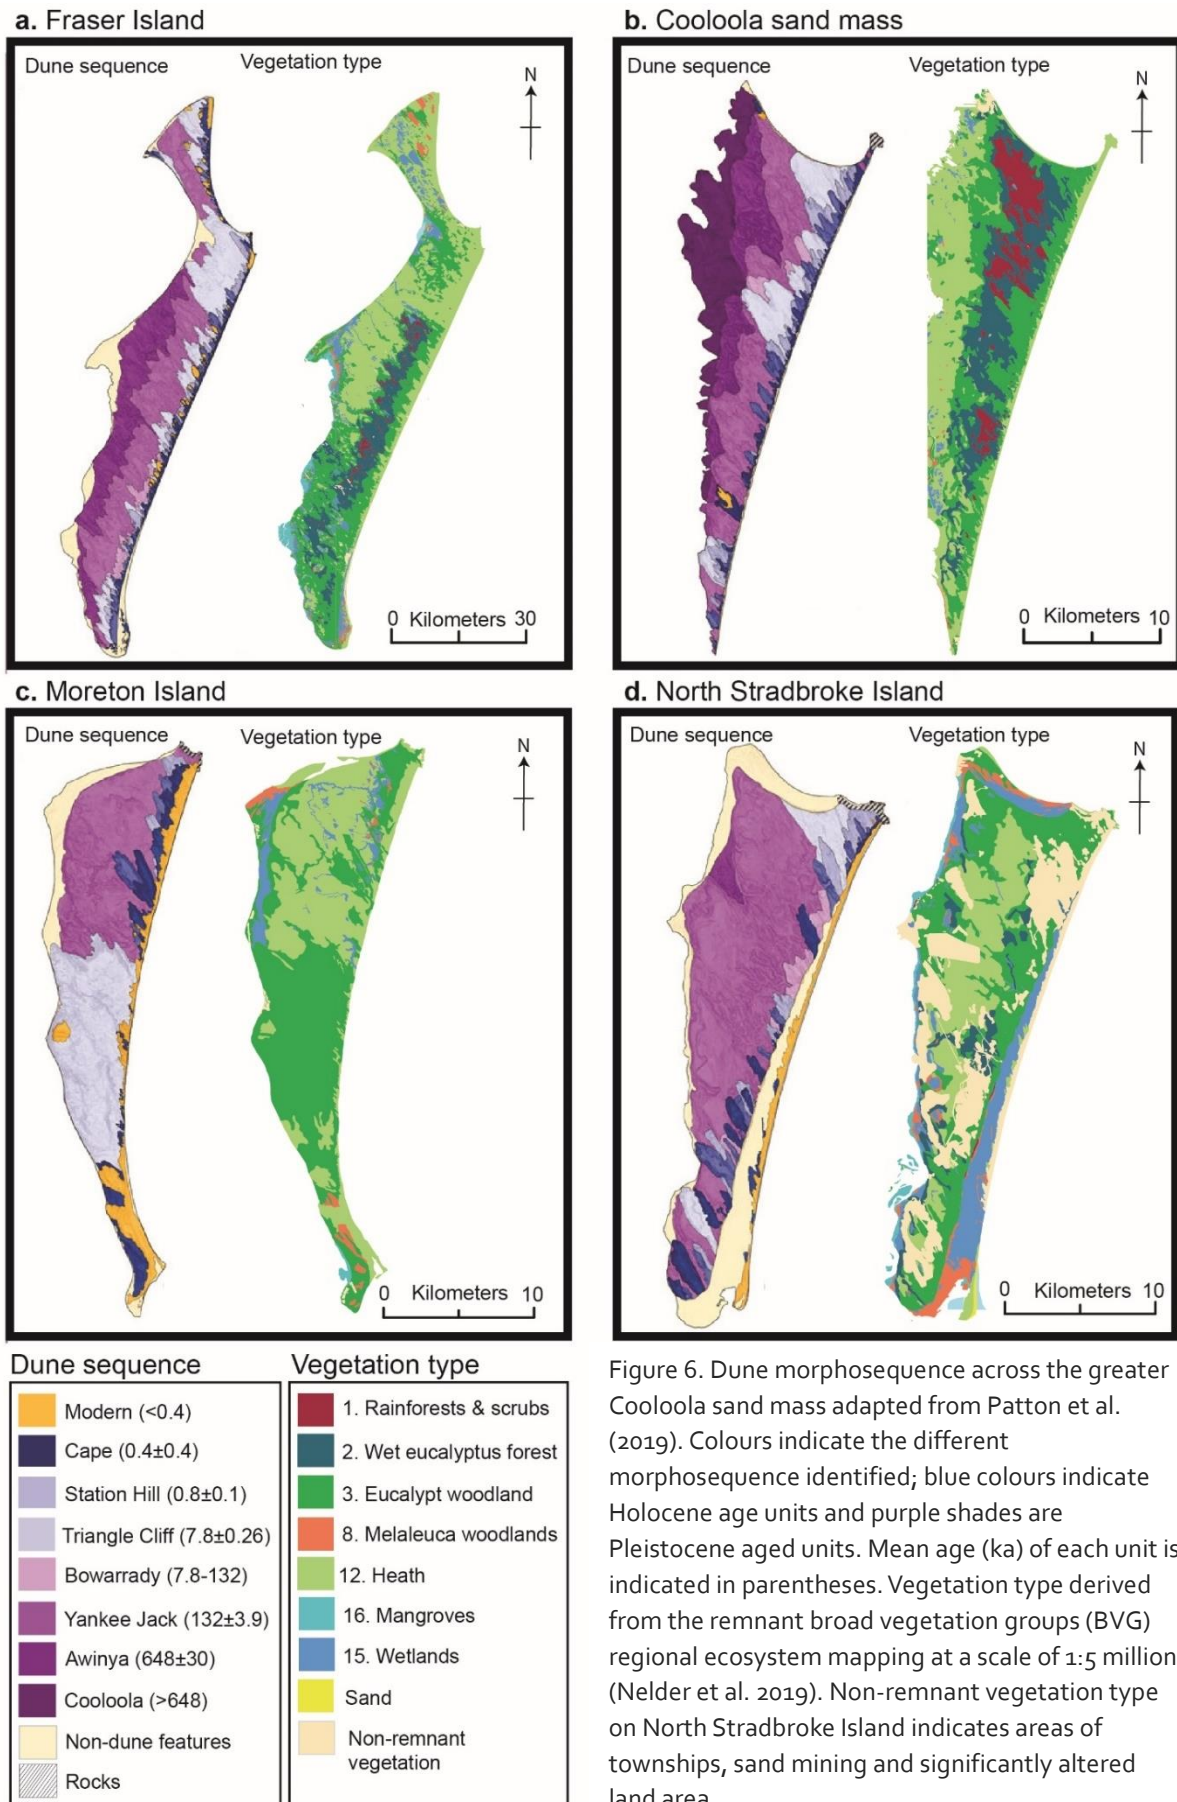 a. Fraser Island
Dune sequence
Vegetation type
N
0 Kilometers 30
b. Cooloola sand mass
Dune sequence
Vegetation type
N
0 Kilometers 10
c. Moreton Island
Dune sequence
Vegetation type
N
0 Kilometers 10
d. North Stradbroke Island
Dune sequence
Vegetation type
N
0 Kilometers 10
Dune sequence
Modern (<0.4)
Cape (0.4±0.4)
Station Hill (0.8±0.1)
Triangle Cliff (7.8±0.26)
Bowarrady (7.8-132)
Yankee Jack (132±3.9)
Awinya (648±30)
Cooloola (>648)
Non-dune features
Rocks
Vegetation type
1. Rainforests & scrubs
2. Wet eucalyptus forest
3. Eucalypt woodland
8. Melaleuca woodlands
12. Heath
16. Mangroves
15. Wetlands
Sand
Non-remnant
vegetation
Figure 6. Dune morphosequence across the greater
Cooloola sand mass adapted from Patton et al.
(2019). Colours indicate the different
morphosequence identified; blue colours indicate
Holocene age units and purple shades are
Pleistocene aged units. Mean age (ka) of each unit is
indicated in parentheses. Vegetation type derived
from the remnant broad vegetation groups (BVG)
regional ecosystem mapping at a scale of 1:5 million
(Nelder et al. 2019). Non-remnant vegetation type
on North Stradbroke Island indicates areas of
townships, sand mining and significantly altered
land area